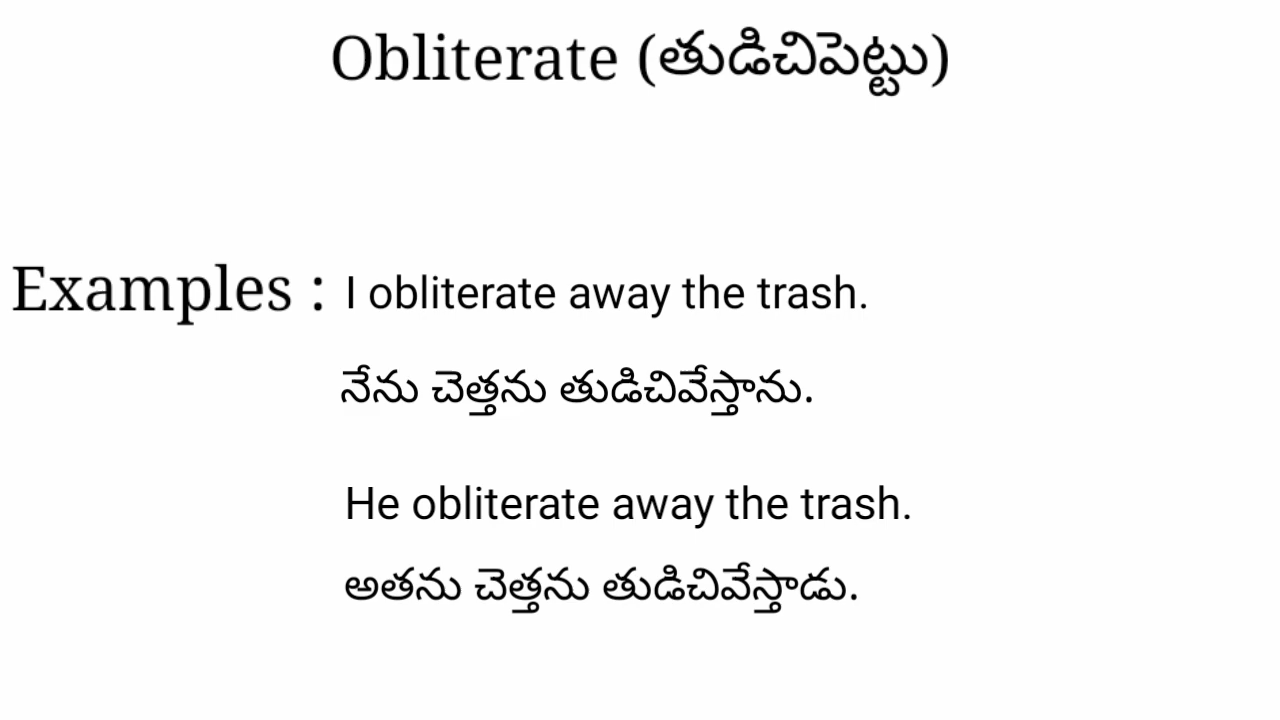 Obliterate (తుడిచిపెట్టు)
Examples : I obliterate away the trash.
నేను చెత్తను తుడిచివేస్తాను.
He obliterate away the trash.
అతను చెత్తను తుడిచివేస్తాడు.